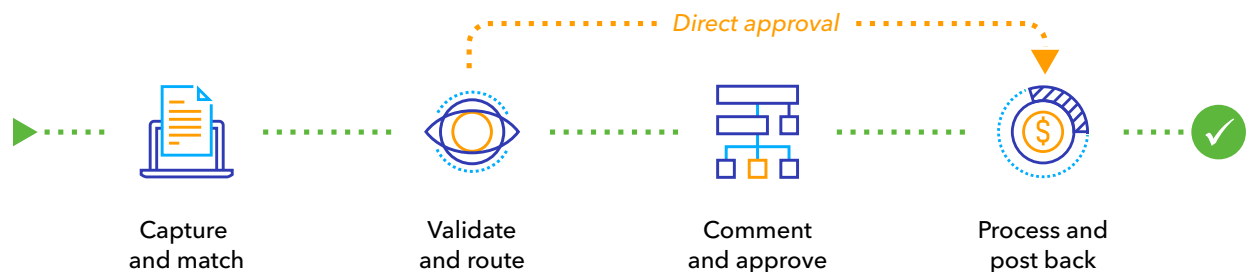 Direct approval
$
Capture
and match
Validate
and route
Comment
and approve
Process and
post back